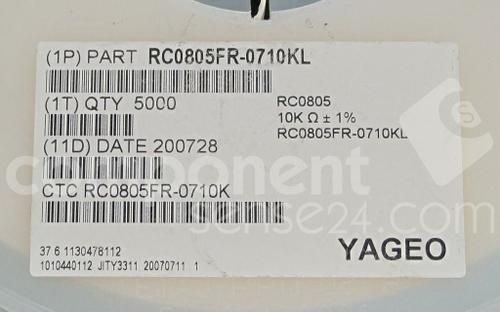 (1P) PART RC0805FR-0710KL
(1T) QTY 5000
RC0805
10K Ω ± 1%
RC0805FR-0710KL
(11D) DATE 200728
CTC RC0805FR-0710K
component
sense24.com
37 6 1130478112
1010440112 JITY3311 20070711 1
YAGEO